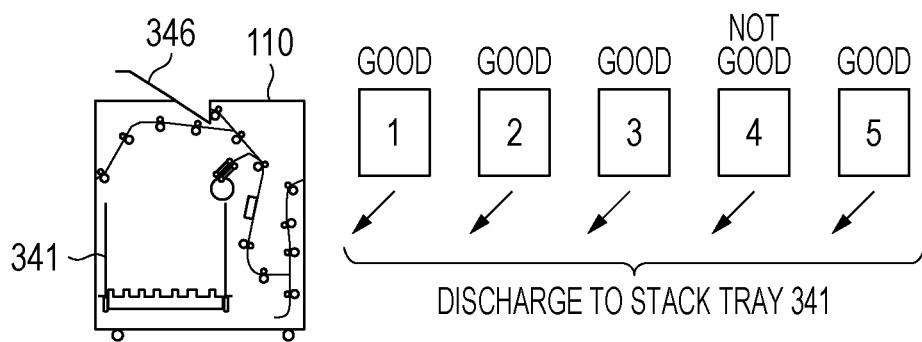 346
110
341
GOOD GOOD GOOD NOT GOOD GOOD
1 2 3 4 5
DISCHARGE TO STACK TRAY 341